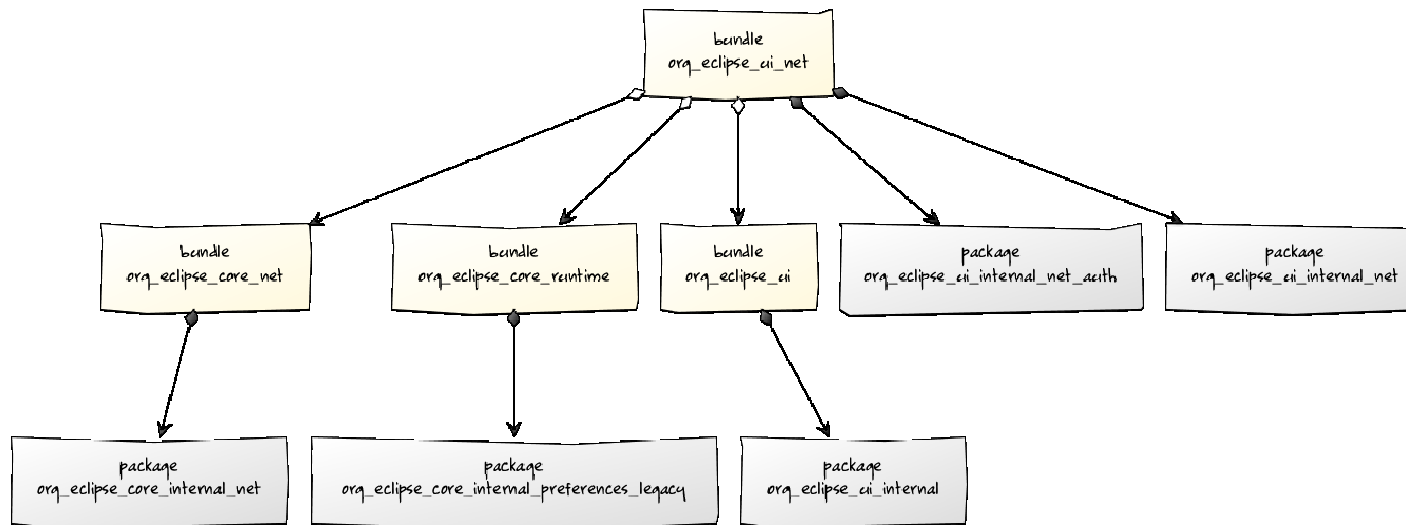 bundle
org_eclipse_ui_net
bundle
org_eclipse_core_net
bundle
org_eclipse_core_runtime
bundle
org_eclipse_ui
package
org_eclipse_ui_internal_net_auth
package
org_eclipse_ui_internal_net
package
org_eclipse_core_internal_net
package
org_eclipse_core_internal_preferences_legacy
package
org_eclipse_ui_internal